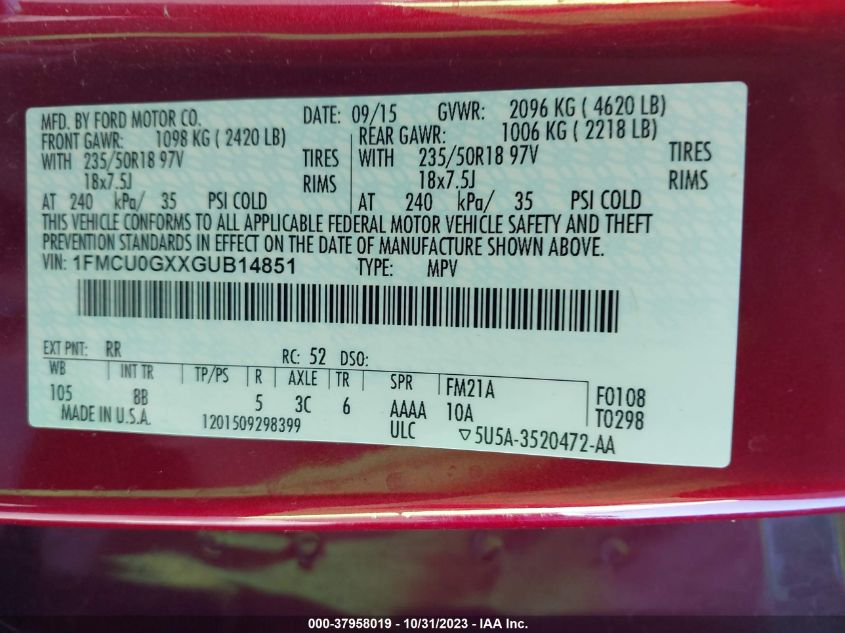 MFD. BY FORD MOTOR CO. DATE: 09/15 GVWR: 2096 KG ( 4620 LB)
FRONT GAWR: 1098 KG ( 2420 LB) REAR GAWR: 1006 KG ( 2218 LB)
WITH 235/50R18 97V TIRES WITH 235/50R18 97V TIRES
18x7.5J RIMS 18x7.5J RIMS
AT 240 kPa/ 35 PSI COLD AT 240 kPa/ 35 PSI COLD
THIS VEHICLE CONFORMS TO ALL APPLICABLE FEDERAL MOTOR VEHICLE SAFETY AND THEFT
PREVENTION STANDARDS IN EFFECT ON THE DATE OF MANUFACTURE SHOWN ABOVE.
VIN: 1FMCU0GXXGUB14851 TYPE: MPV
EXT PNT: RR RC: 52 DSO:
WB INT TR TP/PS R AXLE TR SPR FM21A F0108
105 8B 5 3C 6 AAAA 10A T0298
MADE IN U.S.A. 1201509298399 ULC ▽5U5A-3520472-AA
000-37958019 - 10/31/2023 - IAA Inc.